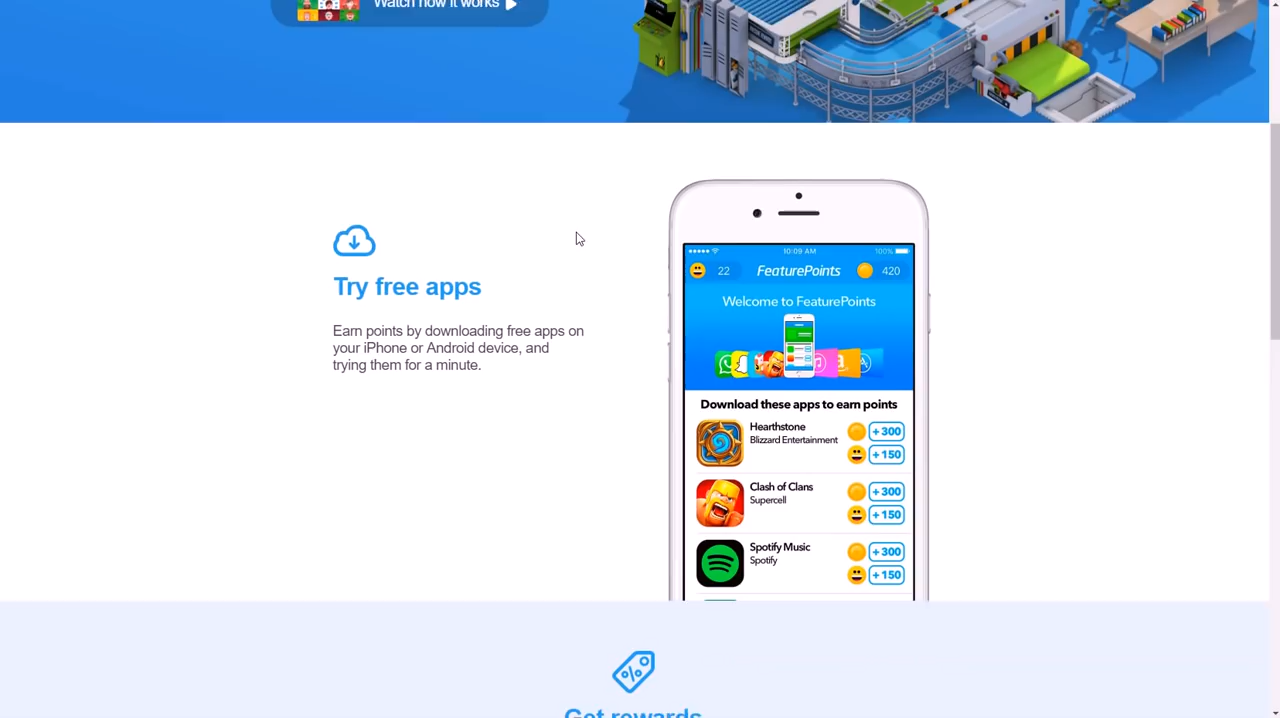 Watch how it works
Try free apps
Earn points by downloading free apps on
your iPhone or Android device, and
trying them for a minute.
10:09 AM
100%
22
FeaturePoints
420
Welcome to FeaturePoints
Download these apps to earn points
Hearthstone
Blizzard Entertainment
+300
+150
Clash of Clans
Supercell
+300
+150
Spotify Music
Spotify
+300
+150
Get rewards